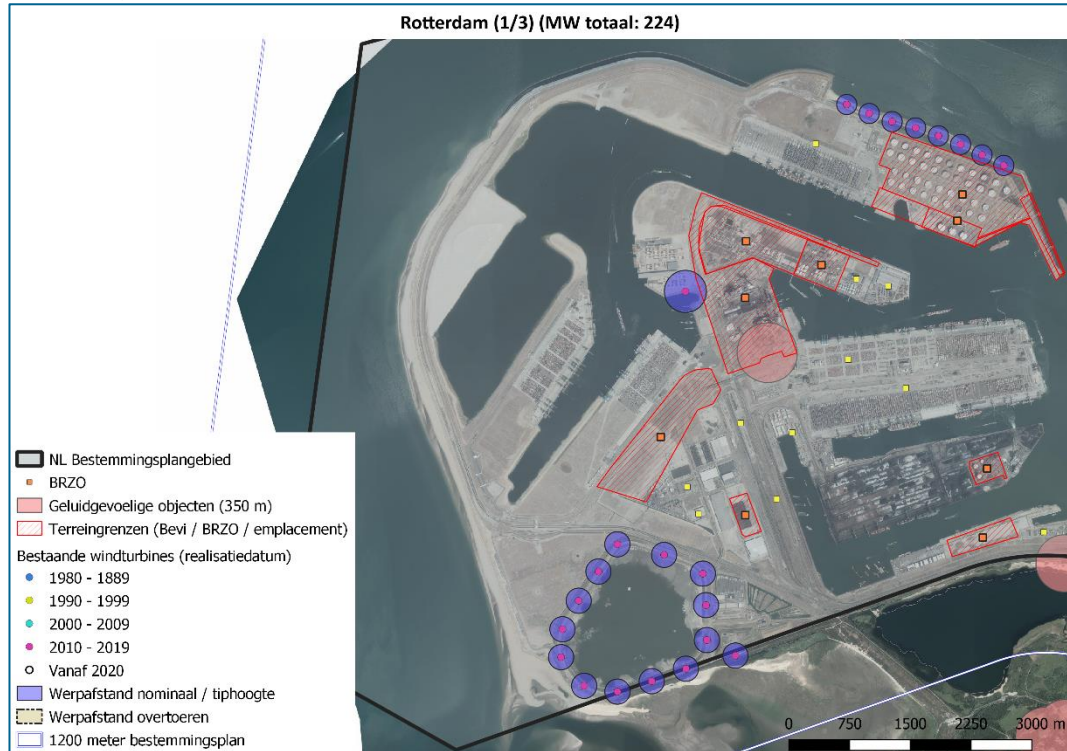 Rotterdam (1/3) (MW totaal: 224)
NL Bestemmingsplangebied
BRZO
Geluidgevoelige objecten (350 m)
Terreingrenzen (Bevi / BRZO / emplacement)
Bestaande windturbines (realisatiedatum)
1980 - 1889
1990 - 1999
2000 - 2009
2010 - 2019
Vanaf 2020
Werpafstand nominaal / tiphoogte
Werpafstand overtoeren
1200 meter bestemmingsplan
0 750 1500 2250 3000 m